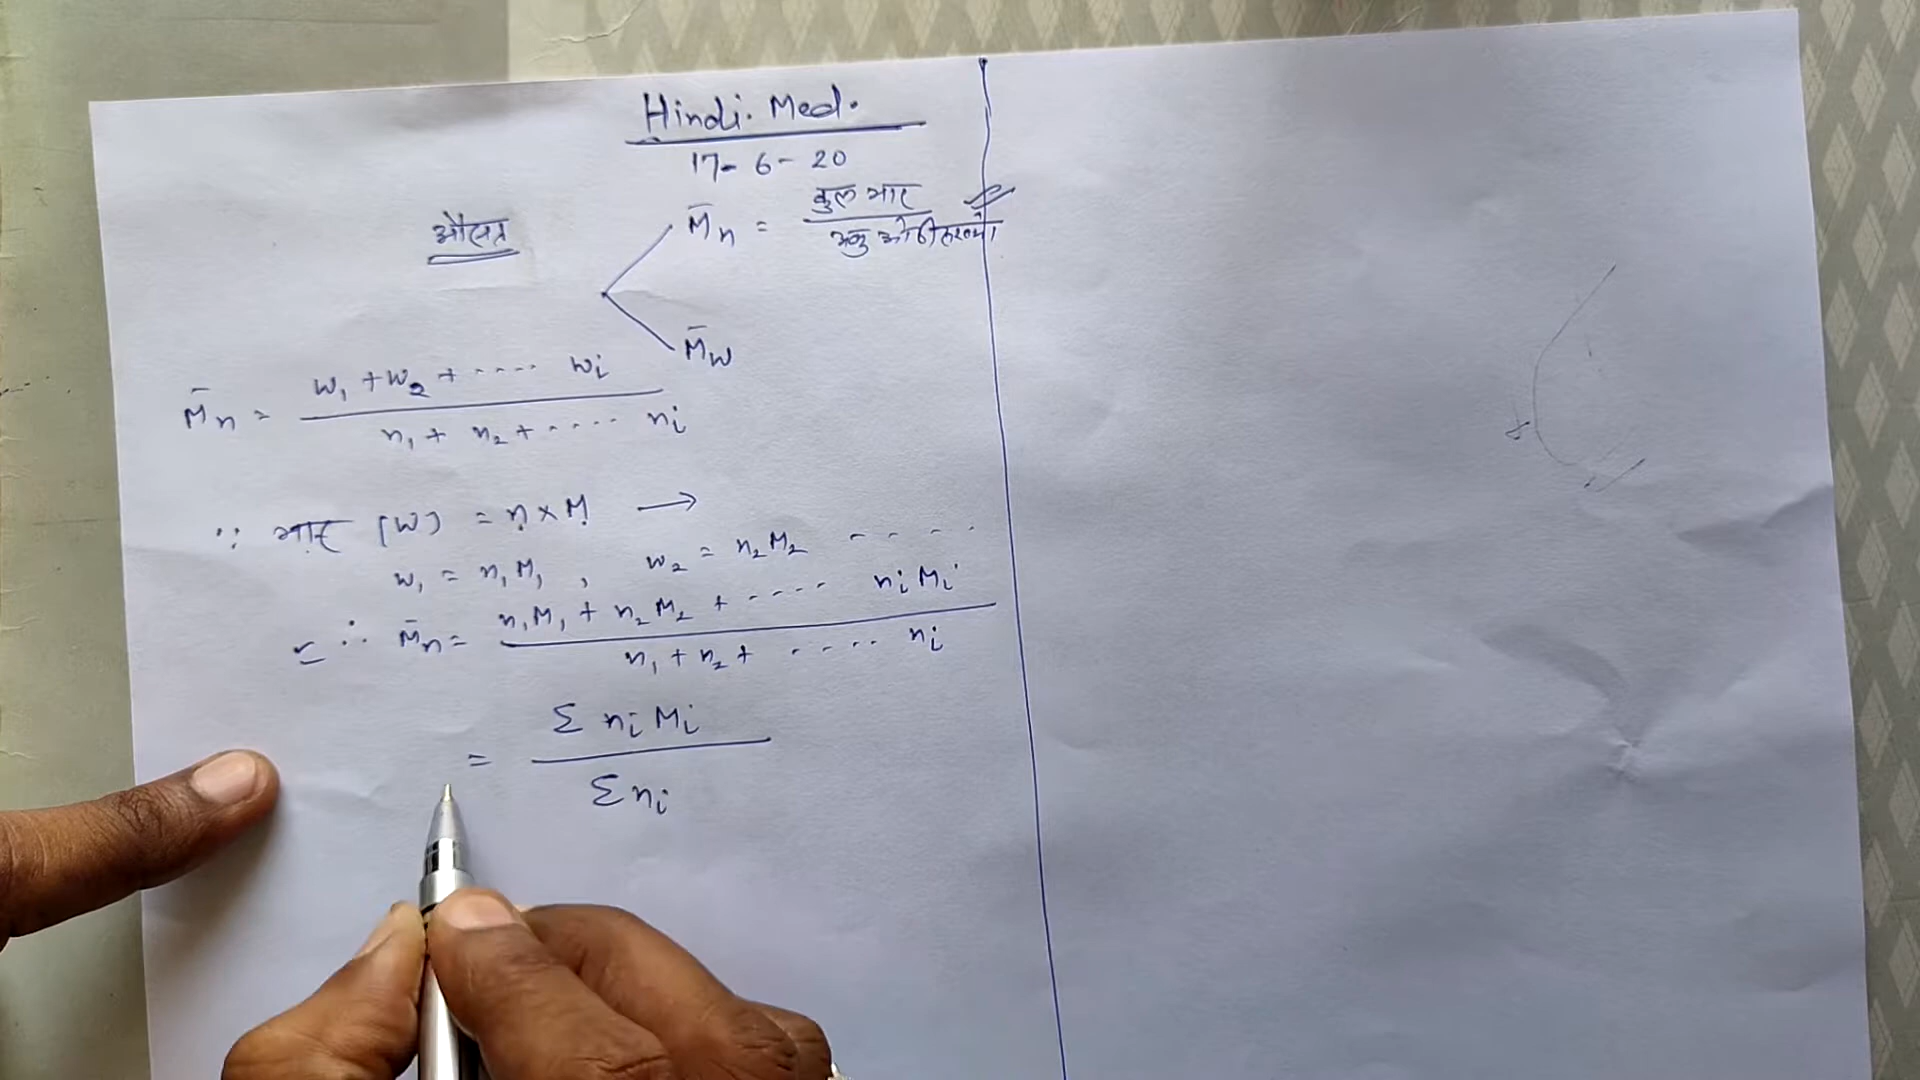 Hindi. Med.
17-6-20
औसत
M̄n = कुल भार / अणुओ की संख्या
M̄w
M̄n = w₁ + w₂ + ..... wi / n₁ + n₂ + ..... ni
∵ भार (W) = n × M →
w₁ = n₁M₁ , w₂ = n₂M₂ - - - -
= ∴ M̄n = n₁M₁ + n₂M₂ + ..... niMi / n₁ + n₂ + ..... ni
= Σ niMi / Σ ni